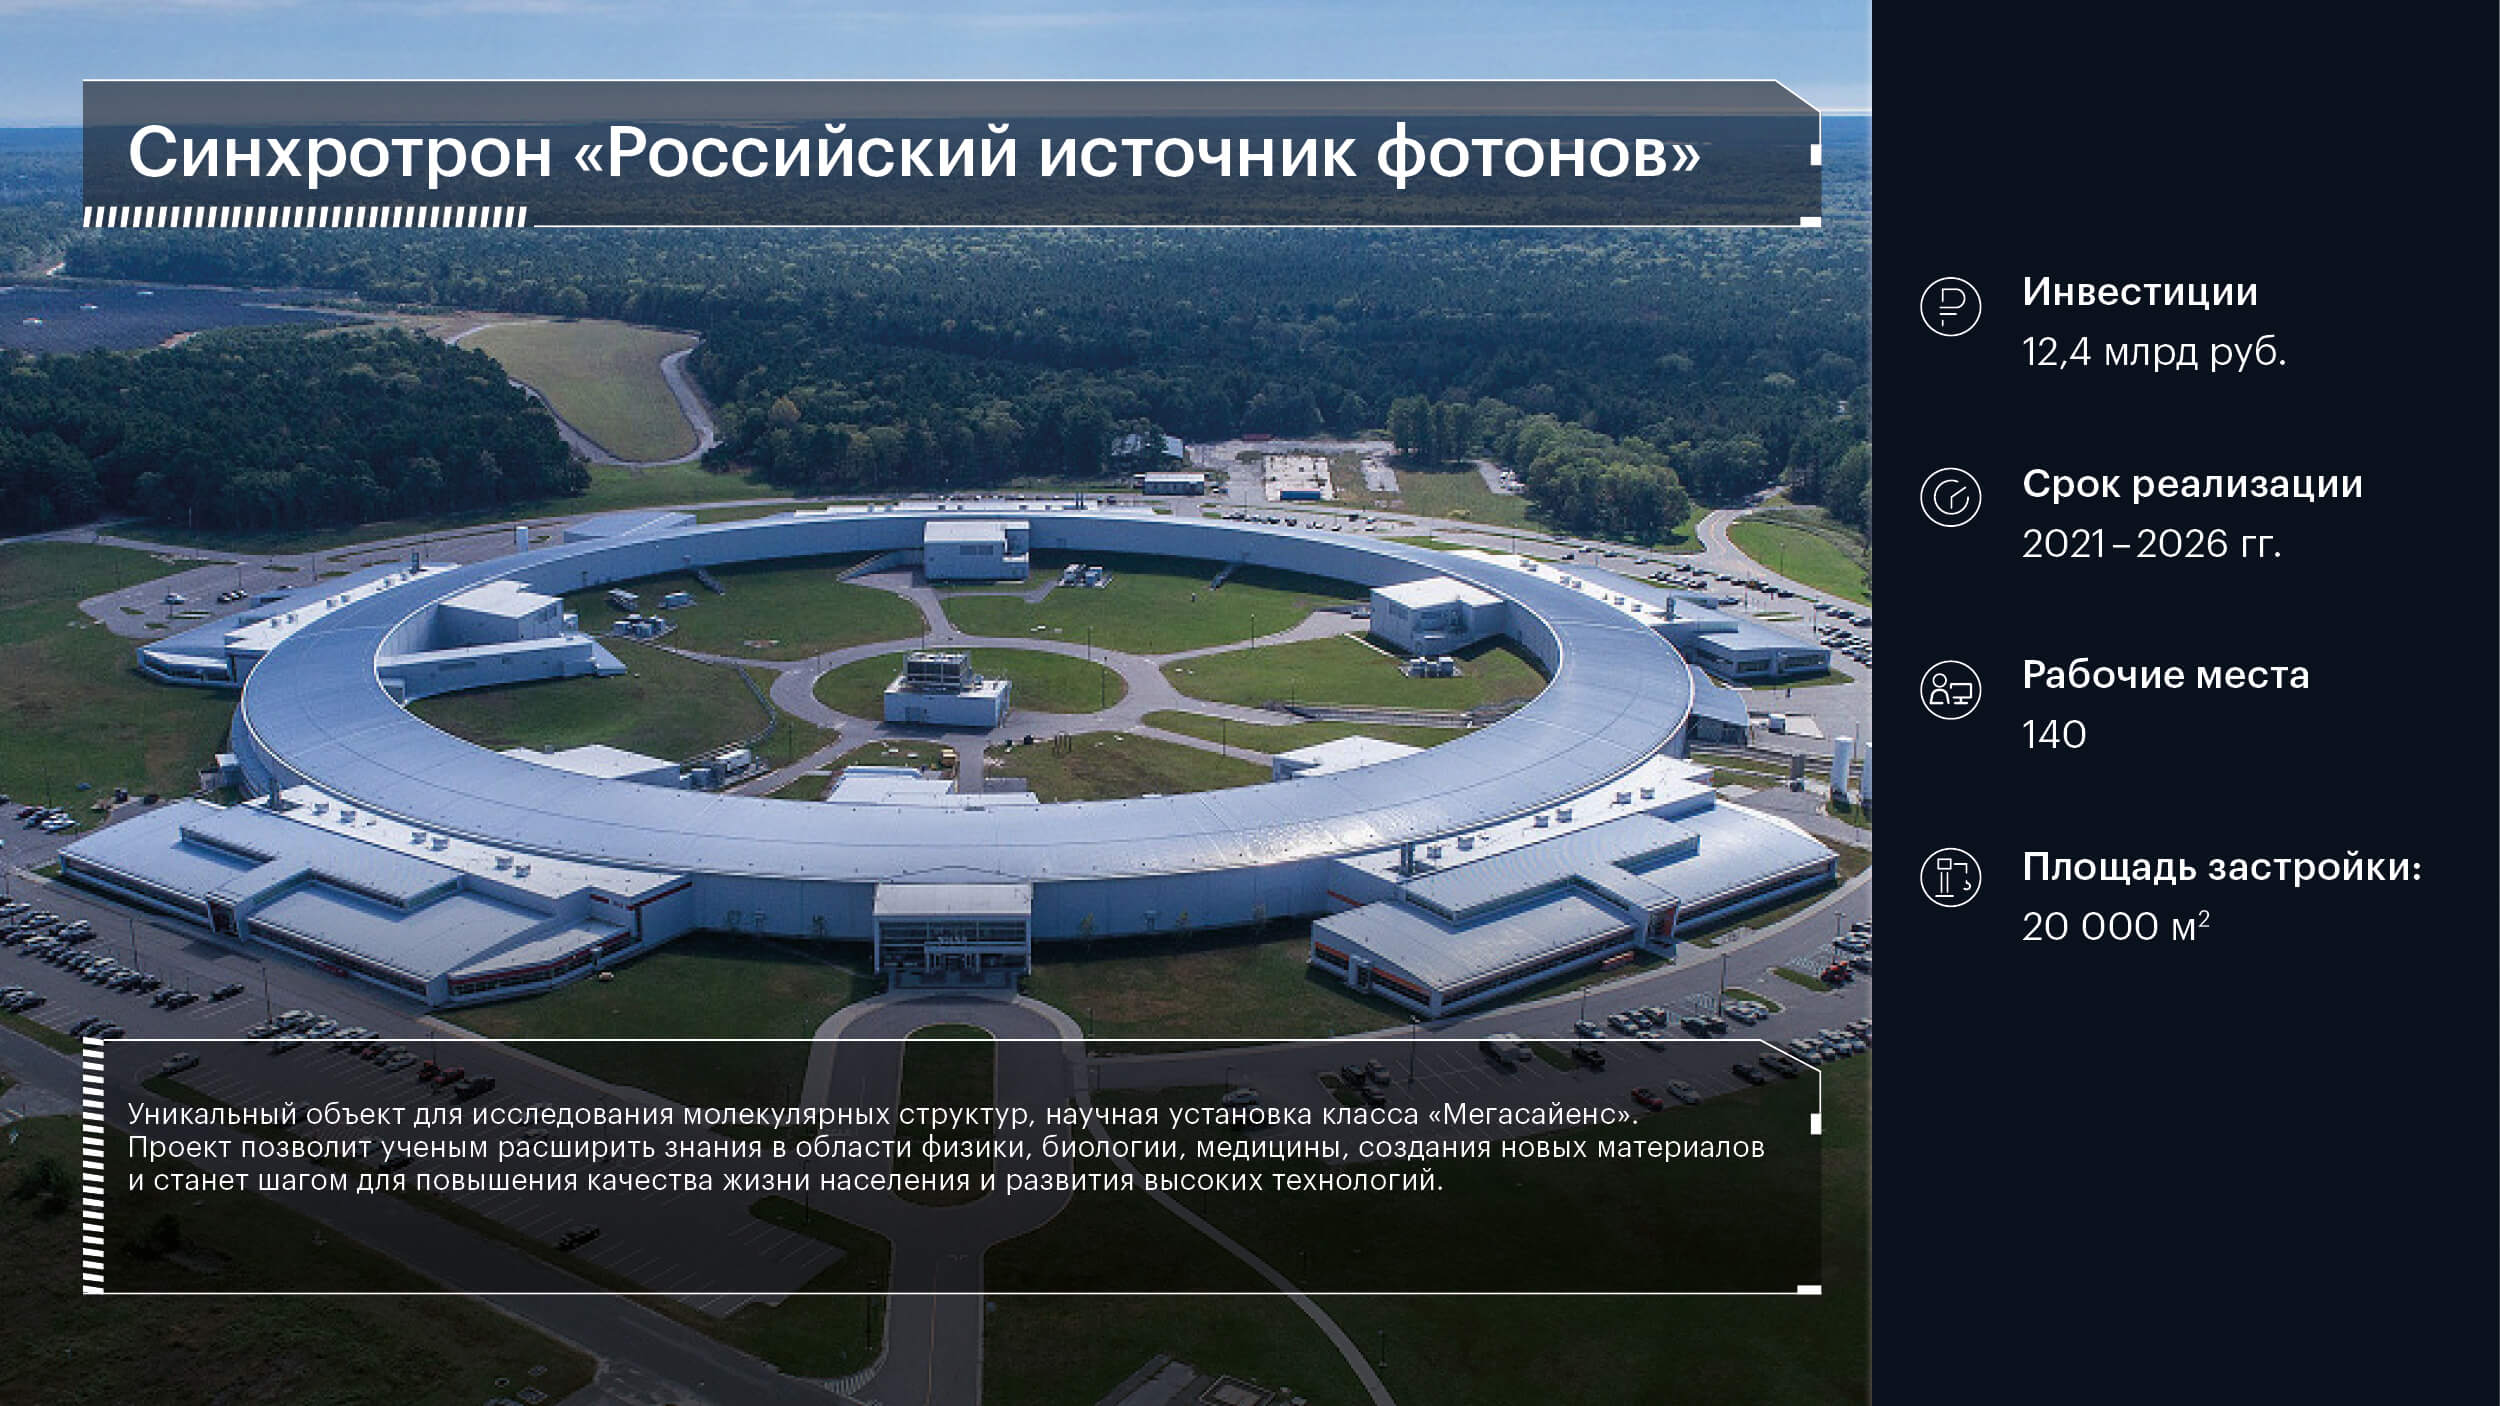 Синхротрон «Российский источник фотонов»
Инвестиции
12,4 млрд руб.
Срок реализации
2021–2026 гг.
Рабочие места
140
Площадь застройки:
20 000 м²
Уникальный объект для исследования молекулярных структур, научная установка класса «Мегасайенс».
Проект позволит ученым расширить знания в области физики, биологии, медицины, создания новых материалов
и станет шагом для повышения качества жизни населения и развития высоких технологий.